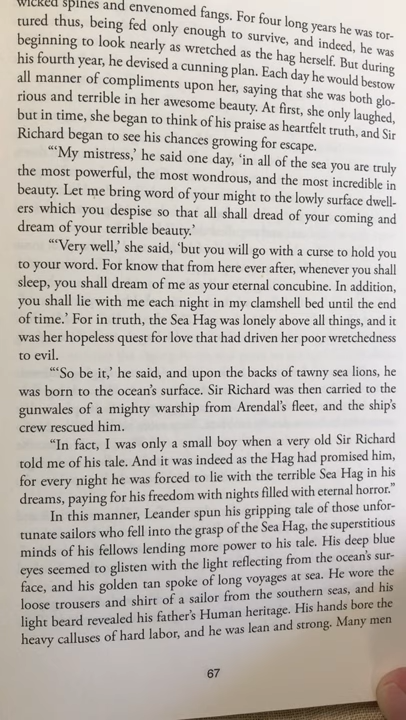 wicked spines and envenomed fangs. For four long years he was tor-
tured thus, being fed only enough to survive, and indeed, he was
beginning to look nearly as wretched as the hag herself. But during
his fourth year, he devised a cunning plan. Each day he would bestow
all manner of compliments upon her, saying that she was both glo-
rious and terrible in her awesome beauty. At first, she only laughed,
but in time, she began to think of his praise as heartfelt truth, and Sir
Richard began to see his chances growing for escape.
“‘My mistress,’ he said one day, ‘in all of the sea you are truly
the most powerful, the most wondrous, and the most incredible in
beauty. Let me bring word of your might to the lowly surface dwell-
ers which you despise so that all shall dread of your coming and
dream of your terrible beauty.’
“‘Very well,’ she said, ‘but you will go with a curse to hold you
to your word. For know that from here ever after, whenever you shall
sleep, you shall dream of me as your eternal concubine. In addition,
you shall lie with me each night in my clamshell bed until the end
of time.’ For in truth, the Sea Hag was lonely above all things, and it
was her hopeless quest for love that had driven her poor wretchedness
to evil.
“‘So be it,’ he said, and upon the backs of tawny sea lions, he
was born to the ocean’s surface. Sir Richard was then carried to the
gunwales of a mighty warship from Arendal’s fleet, and the ship’s
crew rescued him.
“In fact, I was only a small boy when a very old Sir Richard
told me of his tale. And it was indeed as the Hag had promised him,
for every night he was forced to lie with the terrible Sea Hag in his
dreams, paying for his freedom with nights filled with eternal horror.”
In this manner, Leander spun his gripping tale of those unfor-
tunate sailors who fell into the grasp of the Sea Hag, the superstitious
minds of his fellows lending more power to his tale. His deep blue
eyes seemed to glisten with the light reflecting from the ocean’s sur-
face, and his golden tan spoke of long voyages at sea. He wore the
loose trousers and shirt of a sailor from the southern seas, and his
light beard revealed his father’s Human heritage. His hands bore the
heavy calluses of hard labor, and he was lean and strong. Many men
67